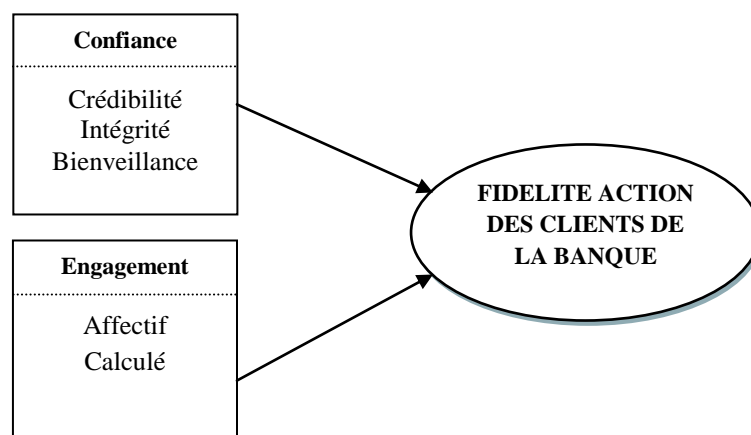 Confiance
Crédibilité
Intégrité
Bienveillance
FIDELITE ACTION
DES CLIENTS DE
LA BANQUE
Engagement
Affectif
Calculé